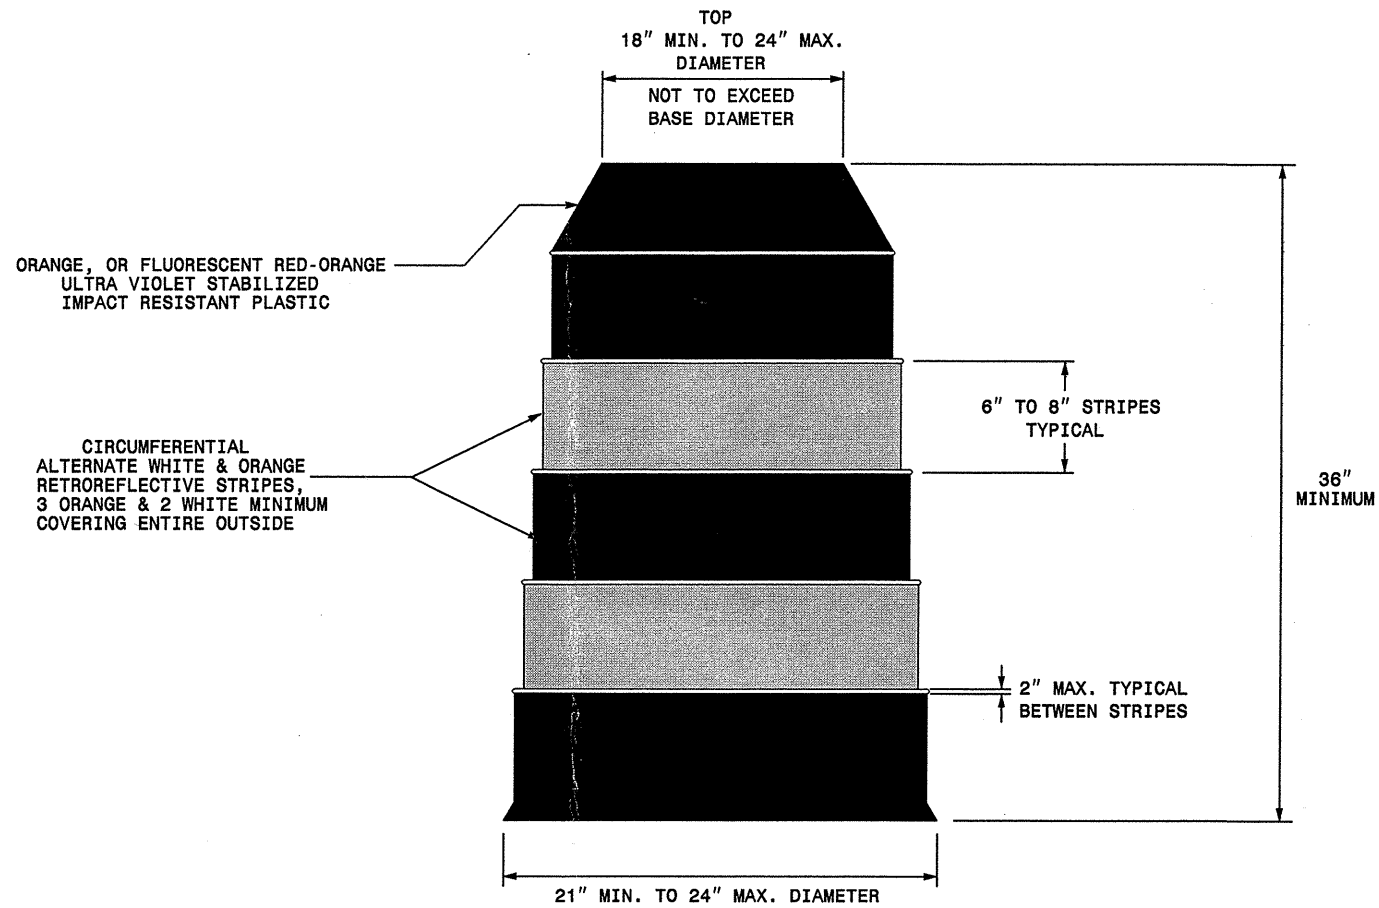 TOP
18" MIN. TO 24" MAX.
DIAMETER
NOT TO EXCEED
BASE DIAMETER
ORANGE, OR FLUORESCENT RED-ORANGE
ULTRA VIOLET STABILIZED
IMPACT RESISTANT PLASTIC
6" TO 8" STRIPES
TYPICAL
CIRCUMFERENTIAL
ALTERNATE WHITE & ORANGE
RETROREFLECTIVE STRIPES,
3 ORANGE & 2 WHITE MINIMUM
COVERING ENTIRE OUTSIDE
36"
MINIMUM
2" MAX. TYPICAL
BETWEEN STRIPES
21" MIN. TO 24" MAX. DIAMETER